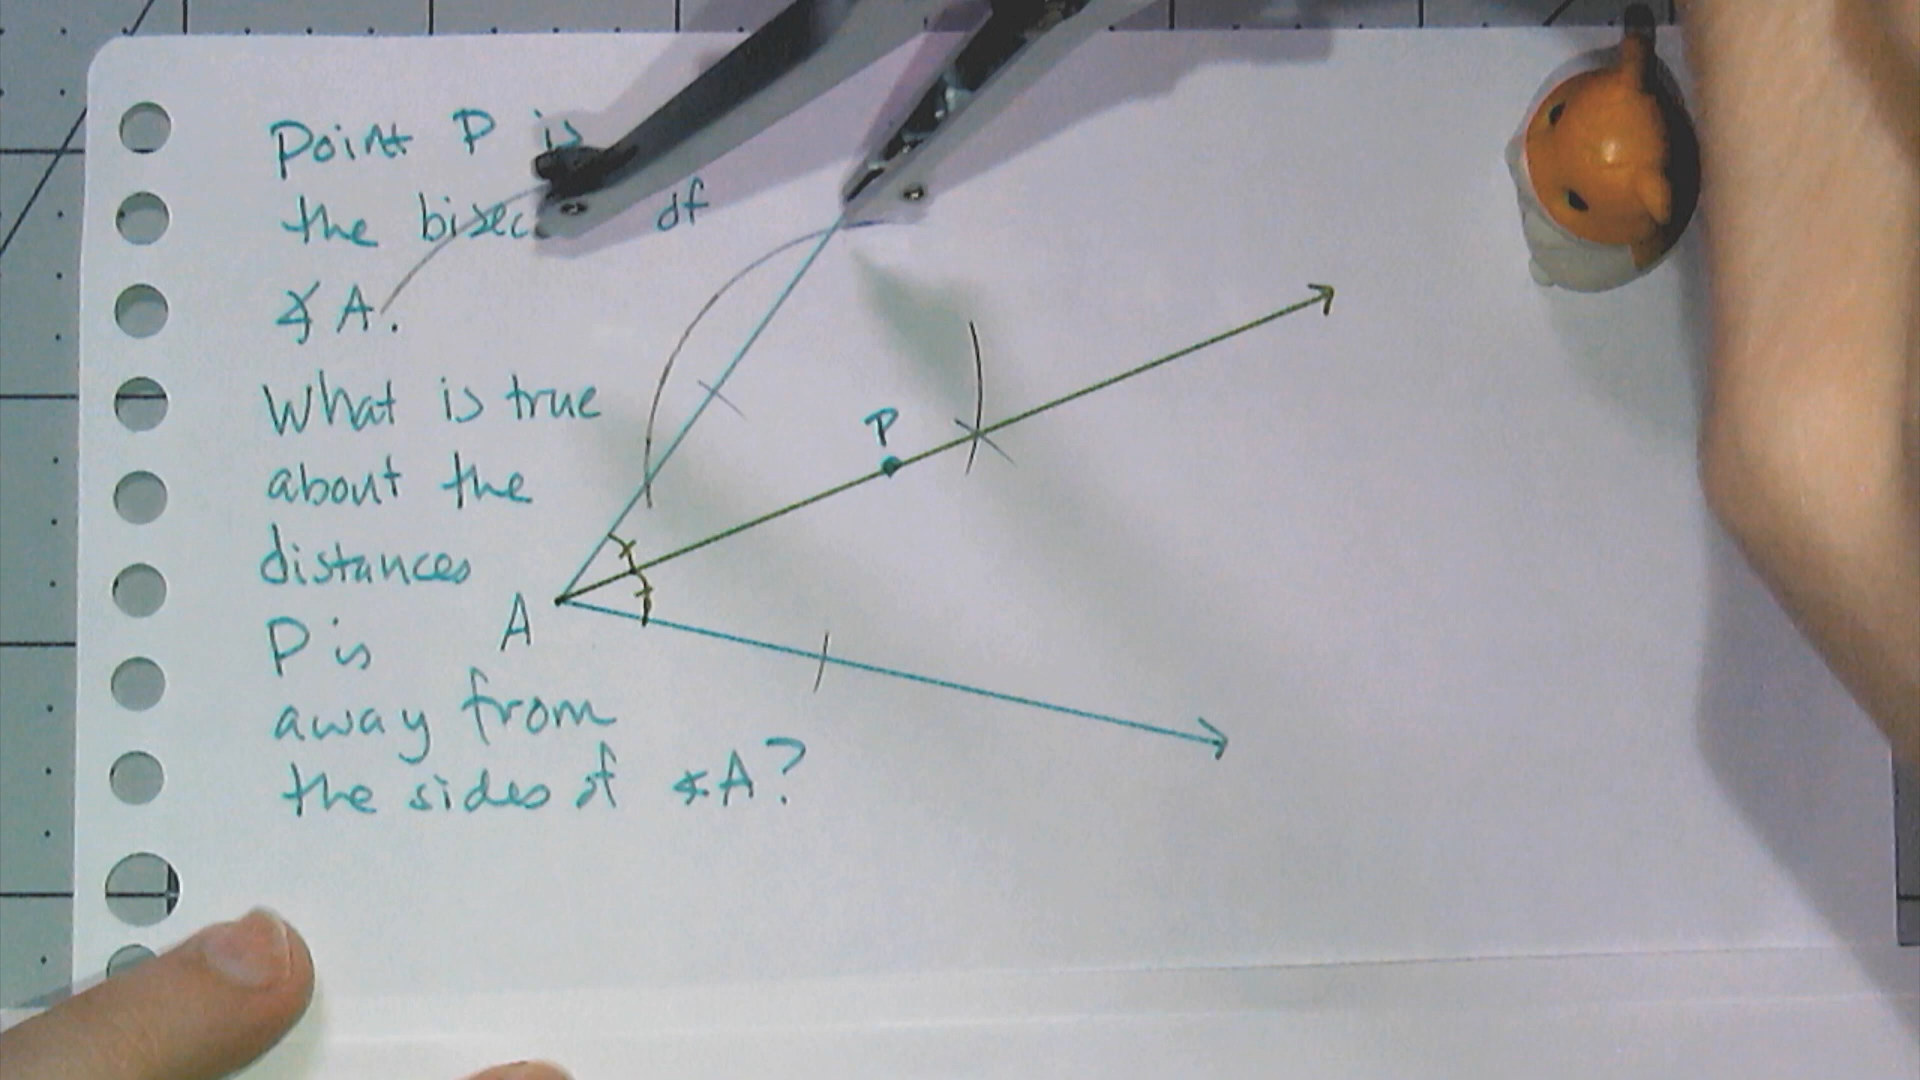 Point P is
the bisec of
∡A.
What is true
about the
distances
P is
away from
the sides of ∡A?
P
A